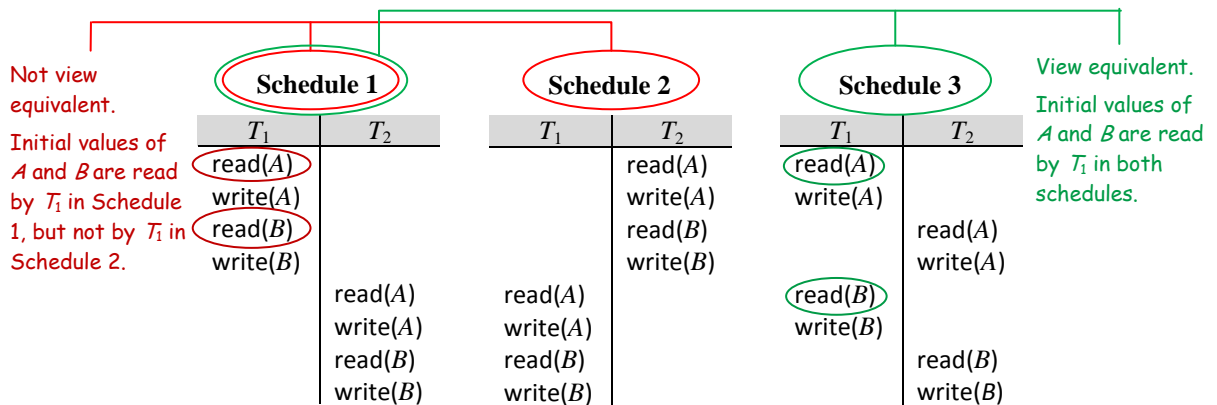 Not view
equivalent.
Initial values of
A and B are read
by T₁ in Schedule
1, but not by T₁ in
Schedule 2.
Schedule 1
T₁ T₂
read(A)
write(A)
read(B)
write(B)
read(A)
write(A)
read(B)
write(B)
Schedule 2
T₁ T₂
read(A)
write(A)
read(B)
write(B)
read(A)
write(A)
read(B)
write(B)
Schedule 3
T₁ T₂
read(A)
write(A)
read(A)
write(A)
read(B)
write(B)
read(B)
write(B)
View equivalent.
Initial values of
A and B are read
by T₁ in both
schedules.